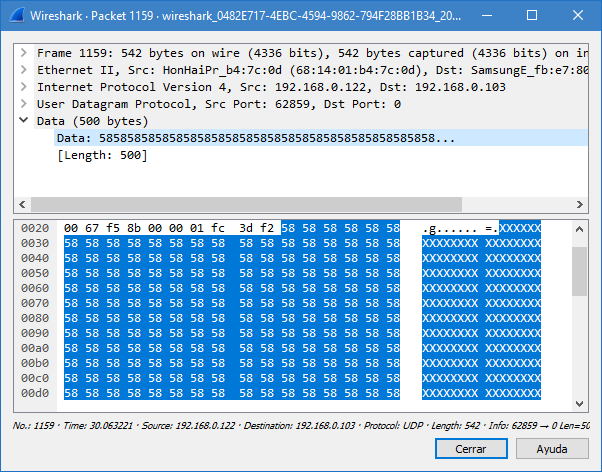 Wireshark · Packet 1159 · wireshark_0482E717-4EBC-4594-9862-794F28BB1B34_20...
Frame 1159: 542 bytes on wire (4336 bits), 542 bytes captured (4336 bits) on in
Ethernet II, Src: HonHaiPr_b4:7c:0d (68:14:01:b4:7c:0d), Dst: SamsungE_fb:e7:80
Internet Protocol Version 4, Src: 192.168.0.122, Dst: 192.168.0.103
User Datagram Protocol, Src Port: 62859, Dst Port: 0
Data (500 bytes)
Data: 585858585858585858585858585858585858585858585858...
[Length: 500]
0020 00 67 f5 8b 00 00 01 fc 3d f2 58 58 58 58 58 58 .g...... =.XXXXXX
0030 58 58 58 58 58 58 58 58 58 58 58 58 58 58 58 58 XXXXXXXX XXXXXXXX
0040 58 58 58 58 58 58 58 58 58 58 58 58 58 58 58 58 XXXXXXXX XXXXXXXX
0050 58 58 58 58 58 58 58 58 58 58 58 58 58 58 58 58 XXXXXXXX XXXXXXXX
0060 58 58 58 58 58 58 58 58 58 58 58 58 58 58 58 58 XXXXXXXX XXXXXXXX
0070 58 58 58 58 58 58 58 58 58 58 58 58 58 58 58 58 XXXXXXXX XXXXXXXX
0080 58 58 58 58 58 58 58 58 58 58 58 58 58 58 58 58 XXXXXXXX XXXXXXXX
0090 58 58 58 58 58 58 58 58 58 58 58 58 58 58 58 58 XXXXXXXX XXXXXXXX
00a0 58 58 58 58 58 58 58 58 58 58 58 58 58 58 58 58 XXXXXXXX XXXXXXXX
00b0 58 58 58 58 58 58 58 58 58 58 58 58 58 58 58 58 XXXXXXXX XXXXXXXX
00c0 58 58 58 58 58 58 58 58 58 58 58 58 58 58 58 58 XXXXXXXX XXXXXXXX
00d0 58 58 58 58 58 58 58 58 58 58 58 58 58 58 58 58 XXXXXXXX XXXXXXXX
No.: 1159 · Time: 30.063221 · Source: 192.168.0.122 · Destination: 192.168.0.103 · Protocol: UDP · Length: 542 · Info: 62859 → 0 Len=50
Cerrar Ayuda